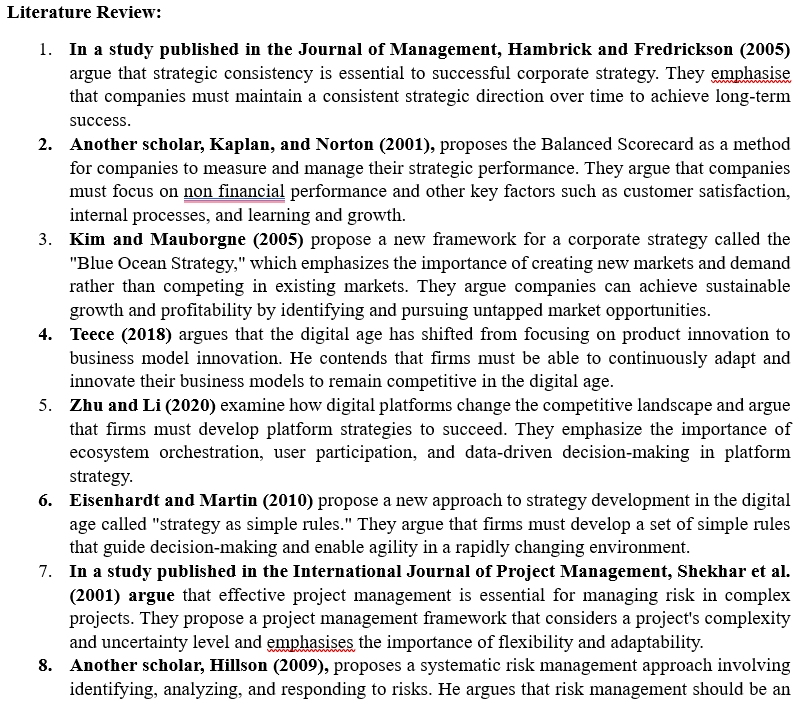 Literature Review:
1. In a study published in the Journal of Management, Hambrick and Fredrickson (2005)
argue that strategic consistency is essential to successful corporate strategy. They emphasise
that companies must maintain a consistent strategic direction over time to achieve long-term
success.
2. Another scholar, Kaplan, and Norton (2001), proposes the Balanced Scorecard as a method
for companies to measure and manage their strategic performance. They argue that companies
must focus on non financial performance and other key factors such as customer satisfaction,
internal processes, and learning and growth.
3. Kim and Mauborgne (2005) propose a new framework for a corporate strategy called the
"Blue Ocean Strategy," which emphasizes the importance of creating new markets and demand
rather than competing in existing markets. They argue companies can achieve sustainable
growth and profitability by identifying and pursuing untapped market opportunities.
4. Teece (2018) argues that the digital age has shifted from focusing on product innovation to
business model innovation. He contends that firms must be able to continuously adapt and
innovate their business models to remain competitive in the digital age.
5. Zhu and Li (2020) examine how digital platforms change the competitive landscape and argue
that firms must develop platform strategies to succeed. They emphasize the importance of
ecosystem orchestration, user participation, and data-driven decision-making in platform
strategy.
6. Eisenhardt and Martin (2010) propose a new approach to strategy development in the digital
age called "strategy as simple rules." They argue that firms must develop a set of simple rules
that guide decision-making and enable agility in a rapidly changing environment.
7. In a study published in the International Journal of Project Management, Shekhar et al.
(2001) argue that effective project management is essential for managing risk in complex
projects. They propose a project management framework that considers a project's complexity
and uncertainty level and emphasises the importance of flexibility and adaptability.
8. Another scholar, Hillson (2009), proposes a systematic risk management approach involving
identifying, analyzing, and responding to risks. He argues that risk management should be an